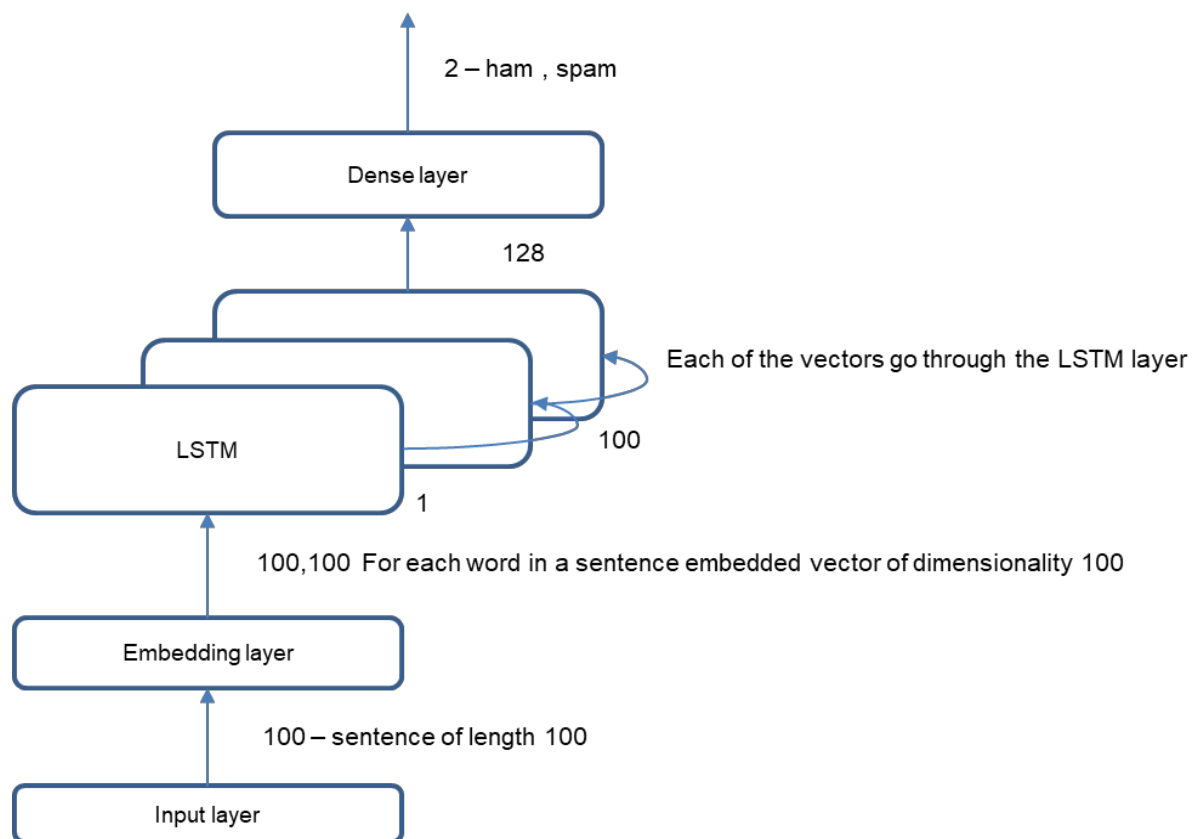 2 – ham , spam
Dense layer
128
Each of the vectors go through the LSTM layer
100
LSTM
1
100,100 For each word in a sentence embedded vector of dimensionality 100
Embedding layer
100 – sentence of length 100
Input layer